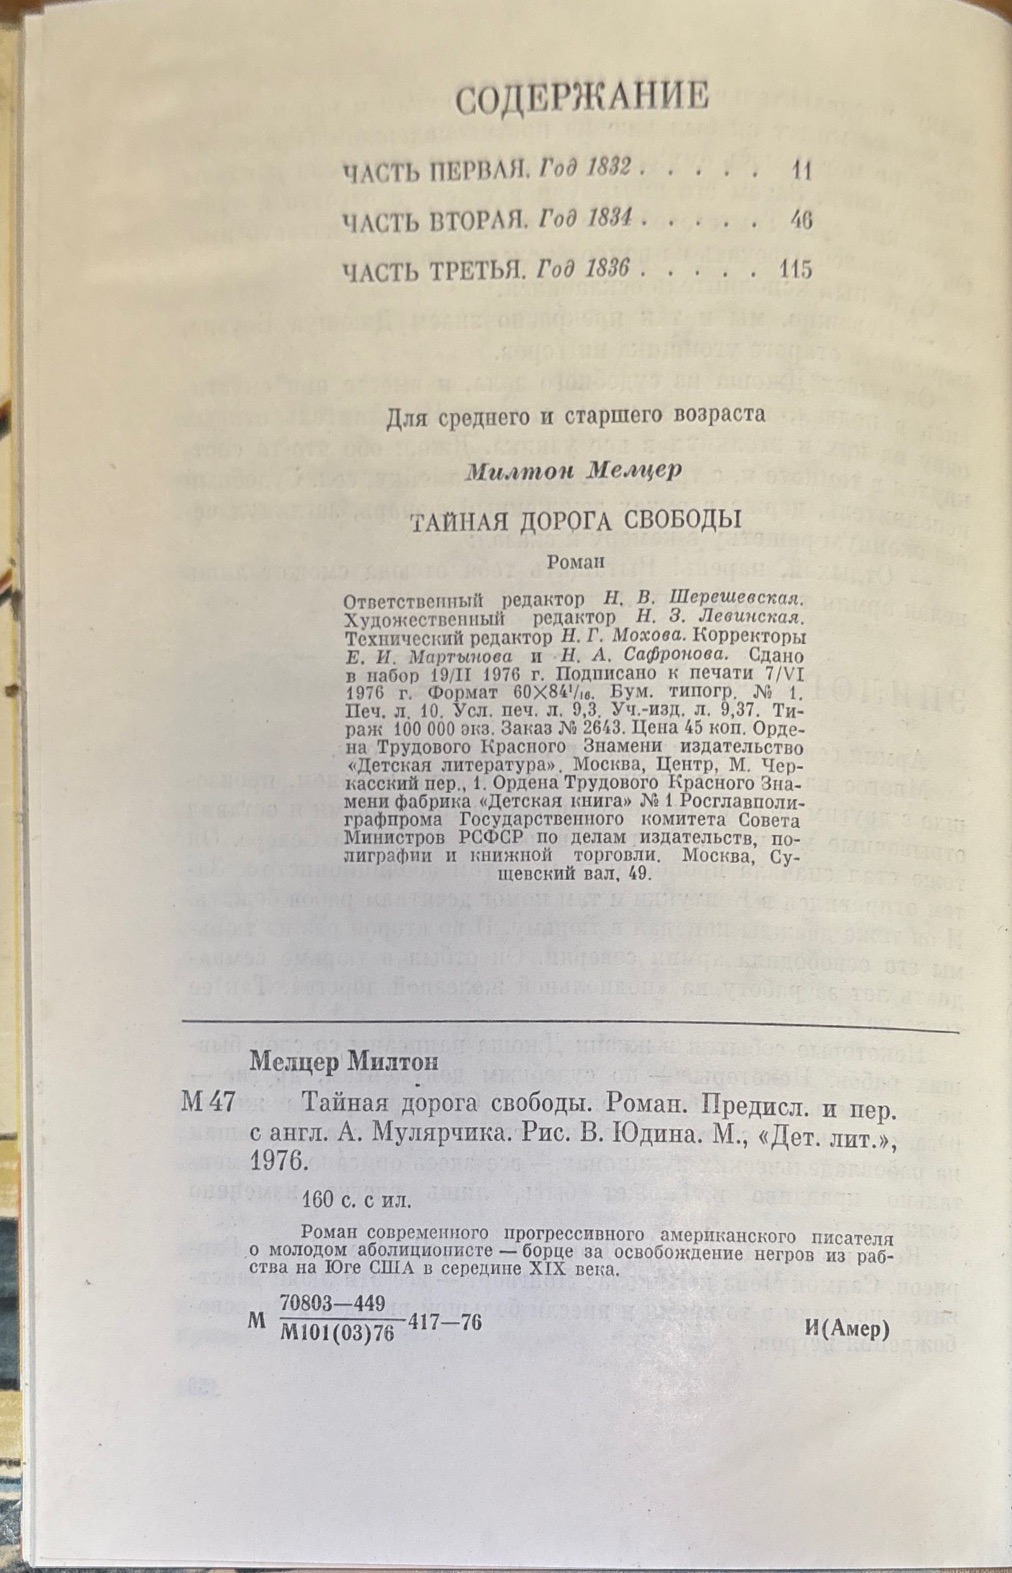 СОДЕРЖАНИЕ
ЧАСТЬ ПЕРВАЯ. Год 1832 . . . . . 11
ЧАСТЬ ВТОРАЯ. Год 1834 . . . . . 46
ЧАСТЬ ТРЕТЬЯ. Год 1836 . . . . . 115
Для среднего и старшего возраста
Милтон Мелцер
ТАЙНАЯ ДОРОГА СВОБОДЫ
Роман
Ответственный редактор Н. В. Шерешевская.
Художественный редактор Н. З. Левинская.
Технический редактор Н. Г. Мохова. Корректоры
Е. И. Мартынова и Н. А. Сафронова. Сдано
в набор 19/II 1976 г. Подписано к печати 7/VI
1976 г. Формат 60×84¹/₁₆. Бум. типогр. № 1.
Печ. л. 10. Усл. печ. л. 9,3. Уч.-изд. л. 9,37. Ти-
раж 100 000 экз. Заказ № 2643. Цена 45 коп. Орде-
на Трудового Красного Знамени издательство
«Детская литература». Москва, Центр, М. Чер-
касский пер., 1. Ордена Трудового Красного Зна-
мени фабрика «Детская книга» № 1 Росглавполи-
графпрома Государственного комитета Совета
Министров РСФСР по делам издательств, по-
лиграфии и книжной торговли. Москва, Су-
щевский вал, 49.
Мелцер Милтон
М 47 Тайная дорога свободы. Роман. Предисл. и пер.
с англ. А. Мулярчика. Рис. В. Юдина. М., «Дет. лит.»,
1976.
160 с. с ил.
Роман современного прогрессивного американского писателя
о молодом аболиционисте — борце за освобождение негров из раб-
ства на Юге США в середине XIX века.
70803—449
М 417—76
М101(03)76
И(Амер)